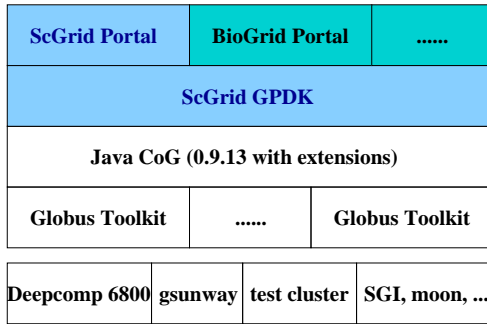 ScGrid Portal BioGrid Portal ......
ScGrid GPDK
Java CoG (0.9.13 with extensions)
Globus Toolkit ...... Globus Toolkit
Deepcomp 6800 gsunway test cluster SGI, moon, ...